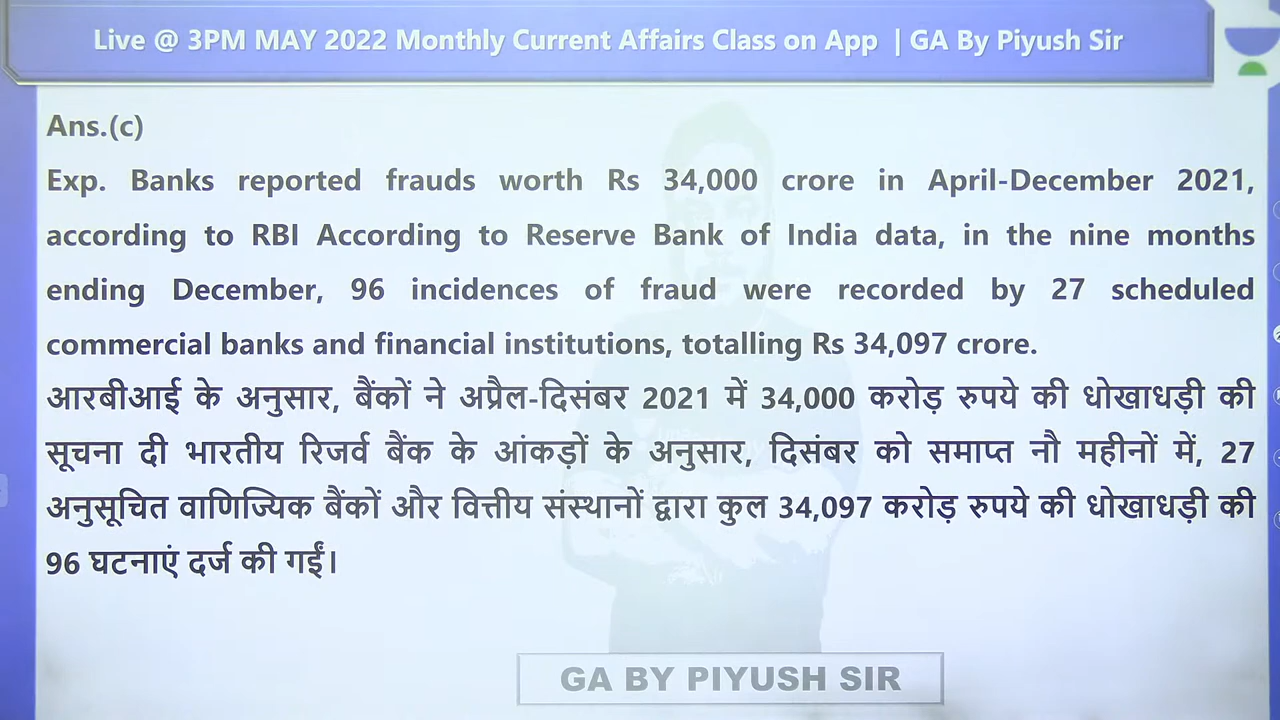 Live @ 3PM MAY 2022 Monthly Current Affairs Class on App | GA By Piyush Sir
Ans.(c)
Exp. Banks reported frauds worth Rs 34,000 crore in April-December 2021,
according to RBI According to Reserve Bank of India data, in the nine months
ending December, 96 incidences of fraud were recorded by 27 scheduled
commercial banks and financial institutions, totalling Rs 34,097 crore.
आरबीआई के अनुसार, बैंकों ने अप्रैल-दिसंबर 2021 में 34,000 करोड़ रुपये की धोखाधड़ी की
सूचना दी भारतीय रिजर्व बैंक के आंकड़ों के अनुसार, दिसंबर को समाप्त नौ महीनों में, 27
अनुसूचित वाणिज्यिक बैंकों और वित्तीय संस्थानों द्वारा कुल 34,097 करोड़ रुपये की धोखाधड़ी की
96 घटनाएं दर्ज की गईं।
GA BY PIYUSH SIR